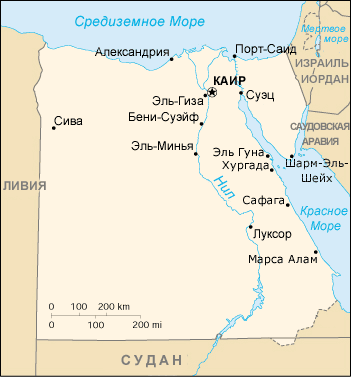 Средиземное Море
Мертвое
море
Александрия
Порт-Саид
ИЗРАИЛЬ
ИОРДАН
КАИР
Эль-Гиза
Суэц
Бени-Суэйф
Сива
САУДОВСКАЯ
АРАВИЯ
Эль-Минья
Эль Гуна
Хургада
Шарм-Эль-
Шейх
ЛИВИЯ
Нил
Сафага
Красное
Море
Луксор
Марса Алам
0 100 200 km
0 100 200 mi
СУДАН